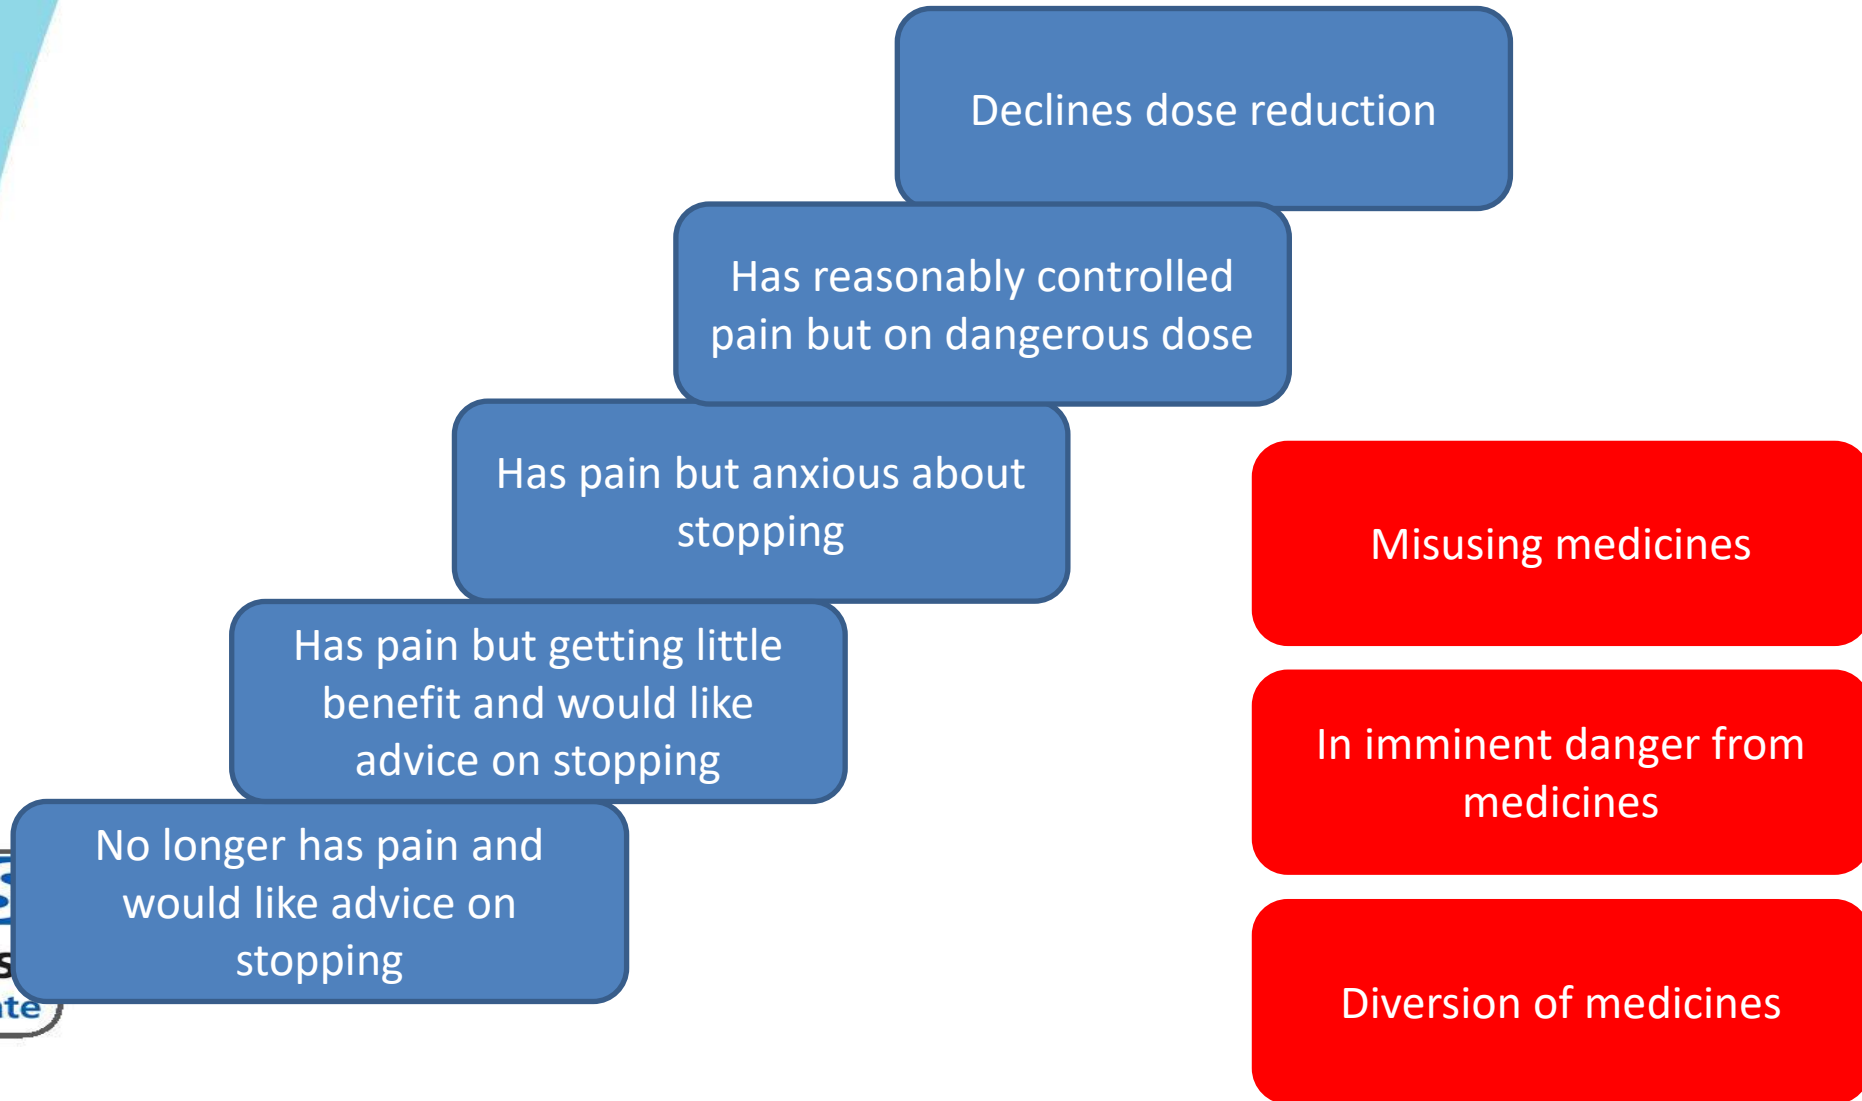 Declines dose reduction
Has reasonably controlled
pain but on dangerous dose
Has pain but anxious about
stopping
Has pain but getting little
benefit and would like
advice on stopping
No longer has pain and
would like advice on
stopping
Misusing medicines
In imminent danger from
medicines
Diversion of medicines